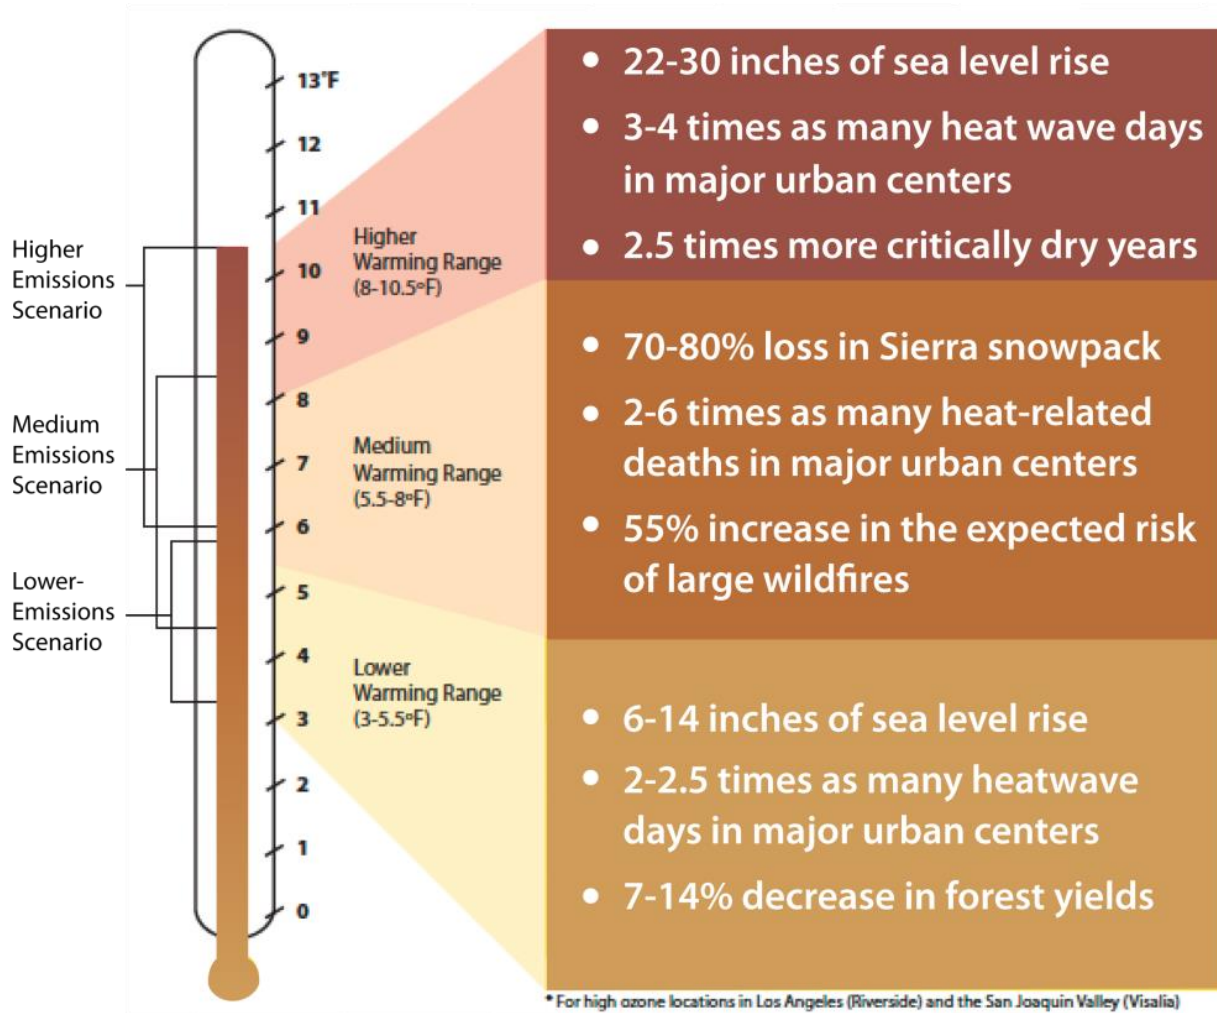 13°F
12
11
10
9
8
7
6
5
4
3
2
1
0
Higher
Emissions
Scenario
Medium
Emissions
Scenario
Lower-
Emissions
Scenario
Higher
Warming Range
(8-10.5ºF)
Medium
Warming Range
(5.5-8ºF)
Lower
Warming Range
(3-5.5ºF)
• 22-30 inches of sea level rise
• 3-4 times as many heat wave days
in major urban centers
• 2.5 times more critically dry years
• 70-80% loss in Sierra snowpack
• 2-6 times as many heat-related
deaths in major urban centers
• 55% increase in the expected risk
of large wildfires
• 6-14 inches of sea level rise
• 2-2.5 times as many heatwave
days in major urban centers
• 7-14% decrease in forest yields
* For high ozone locations in Los Angeles (Riverside) and the San Joaquin Valley (Visalia)